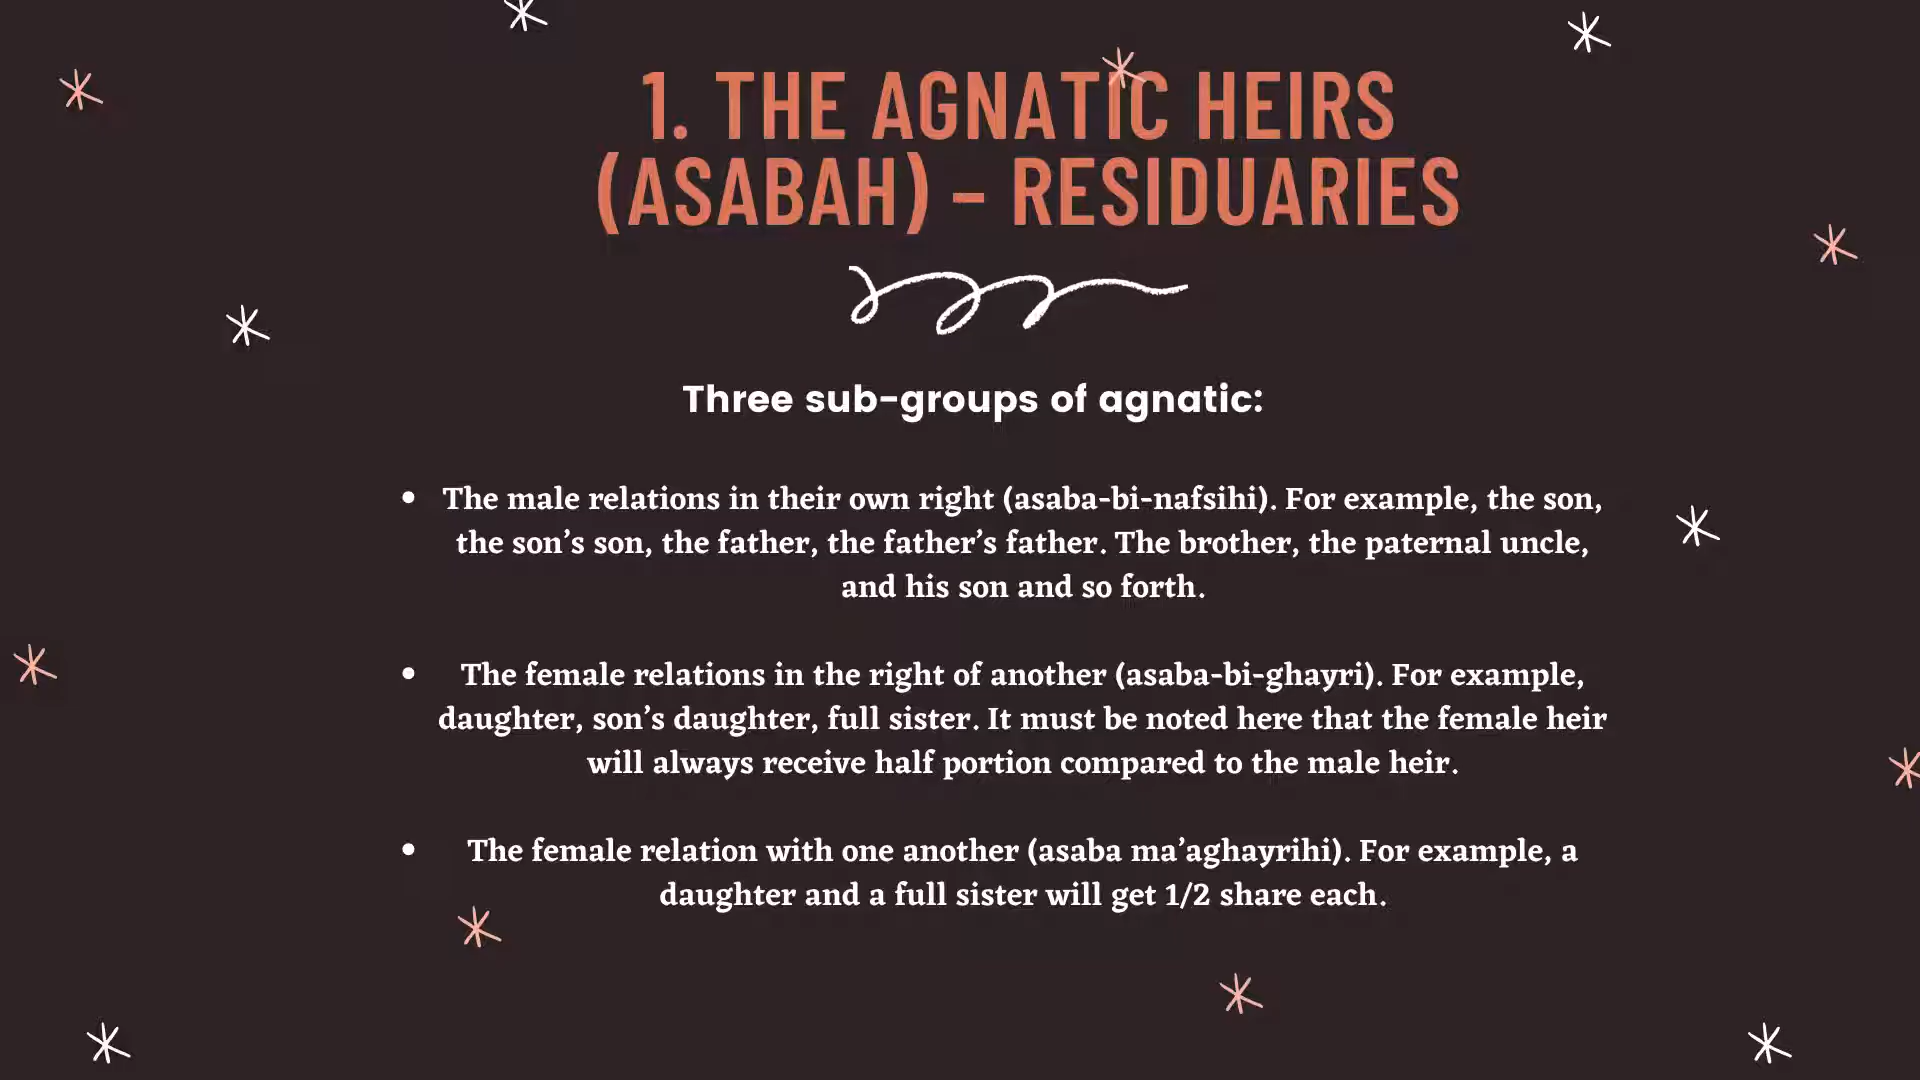 1. THE AGNATIC HEIRS
(ASABAH) – RESIDUARIES
Three sub-groups of agnatic:
• The male relations in their own right (asaba-bi-nafsihi). For example, the son,
the son’s son, the father, the father’s father. The brother, the paternal uncle,
and his son and so forth.
• The female relations in the right of another (asaba-bi-ghayri). For example,
daughter, son’s daughter, full sister. It must be noted here that the female heir
will always receive half portion compared to the male heir.
• The female relation with one another (asaba ma’aghayrihi). For example, a
daughter and a full sister will get 1/2 share each.